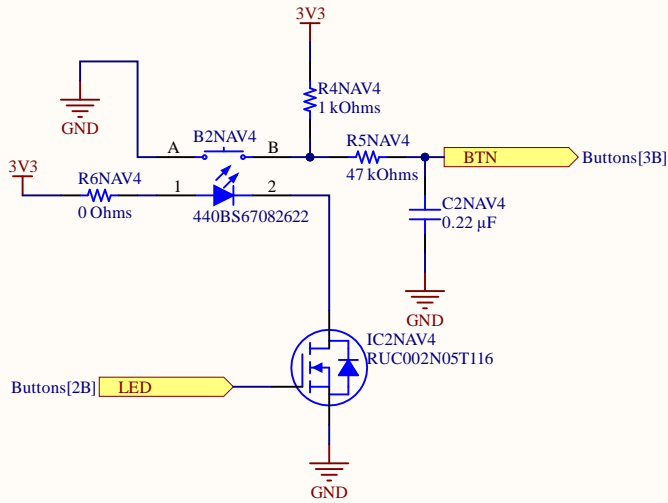 3V3
R4NAV4
1 kOhms
GND
B2NAV4
A
B
R5NAV4
47 kOhms
BTN
Buttons[3B]
3V3
R6NAV4
0 Ohms
1
2
440BS67082622
C2NAV4
0.22 µF
GND
IC2NAV4
RUC002N05T116
Buttons[2B]
LED
GND